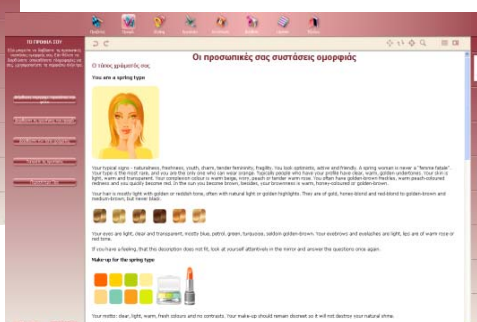 ΤΟ ΠΡΟΦΙΛ ΣΟΥ
Οι προσωπικές σας συστάσεις ομορφιάς
Ο τύπος χρώματός σας
You are a spring type
Your typical signs - naturalness, freshness, youth, charm, tender femininity, fragility. You look optimistic, active and friendly. A spring woman is never a "femme fatale".
Your type is the most rare, and you are the only one who can wear orange. Typically people who have your profile have clear, warm, golden undertones. Your skin is
light, warm and transparent. Your complexion colour is warm beige, ivory, peach or tender warm rose. You often have golden-brown freckles, warm peach-coloured
redness and you quickly become red. In the sun you become brown, besides, your brownness is warm, honey-coloured or golden-brown.
Your hair is mostly light with golden or reddish tone, often with natural light or golden highlights. They are of gold, honey-blond and red-blond to golden-brown and
medium-brown, but never black.
Your eyes are light, clear and transparent, mostly blue, petrol, green, turquoise, seldom golden-brown. Your eyebrows and eyelashes are light, lips are of warm rose or
red tone.
If you have a feeling, that the description does not fit, look at yourself attentively in the mirror and answer the questions once again.
Make-up for the spring type
Your motto: clear, light, warm, fresh colours and no contrasts. Your make-up should remain discreet so it will not destroy your natural shine.